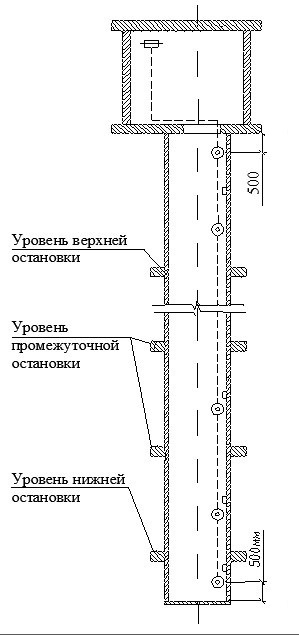 500
Уровень верхней
остановки
Уровень
промежуточной
остановки
Уровень нижней
остановки
500мм